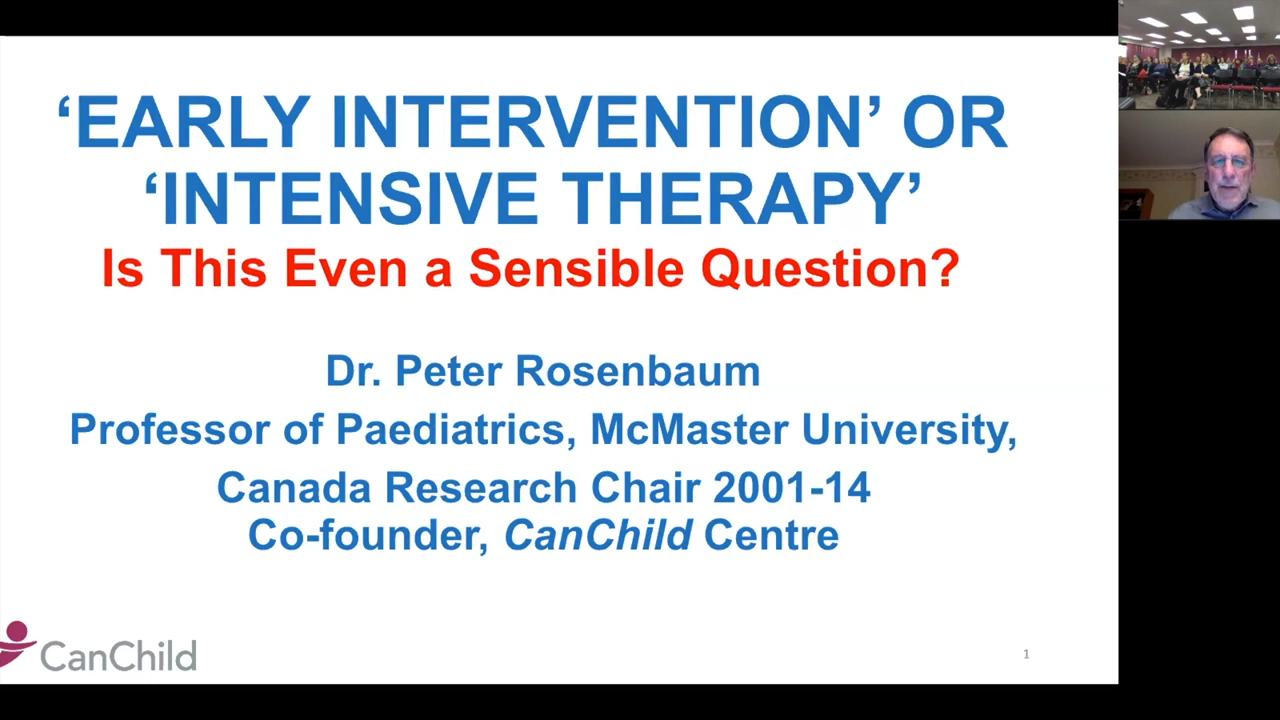 ‘EARLY INTERVENTION’ OR
‘INTENSIVE THERAPY’
Is This Even a Sensible Question?
Dr. Peter Rosenbaum
Professor of Paediatrics, McMaster University,
Canada Research Chair 2001-14
Co-founder, CanChild Centre
CanChild
1